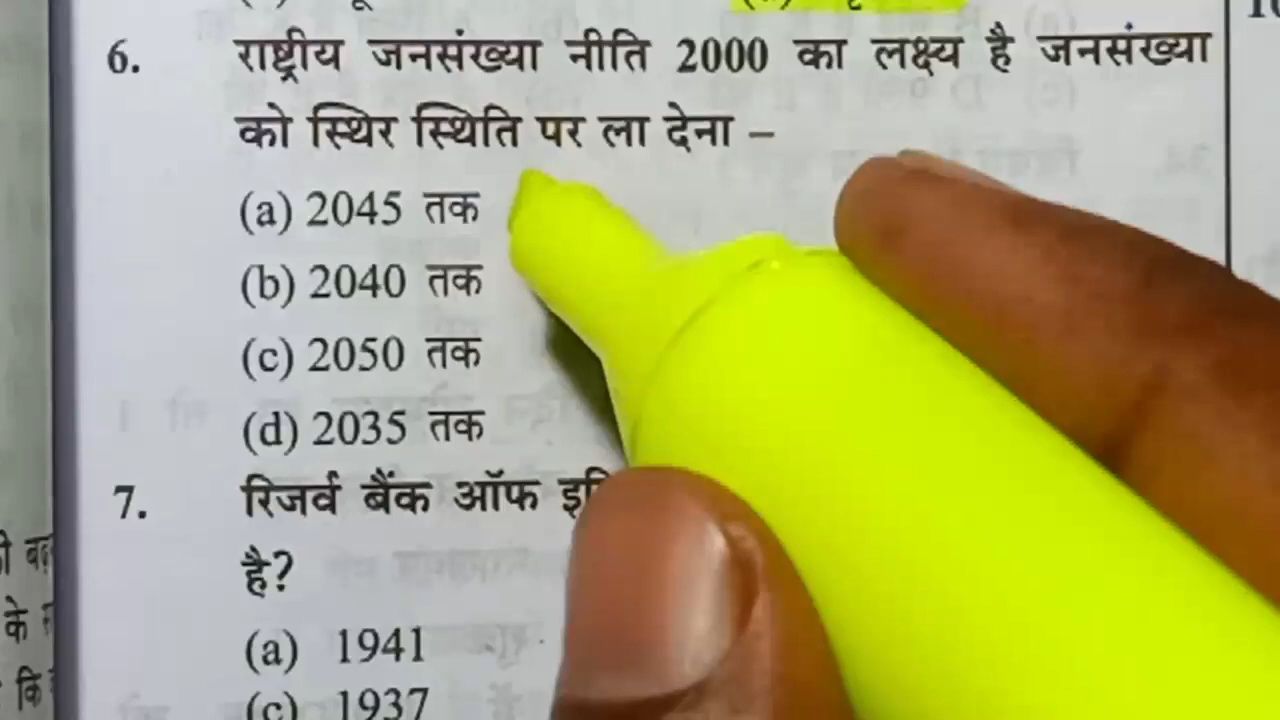 6. राष्ट्रीय जनसंख्या नीति 2000 का लक्ष्य है जनसंख्या
को स्थिर स्थिति पर ला देना –
(a) 2045 तक
(b) 2040 तक
(c) 2050 तक
(d) 2035 तक
7. रिजर्व बैंक ऑफ
है?
(a) 1941
(c) 1937
के